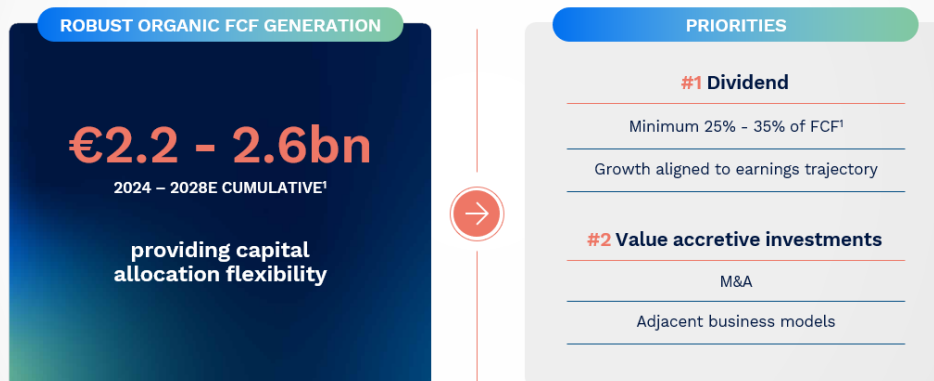 ROBUST ORGANIC FCF GENERATION
€2.2 - 2.6bn
2024 – 2028E CUMULATIVE¹
providing capital
allocation flexibility
PRIORITIES
#1 Dividend
Minimum 25% - 35% of FCF¹
Growth aligned to earnings trajectory
#2 Value accretive investments
M&A
Adjacent business models